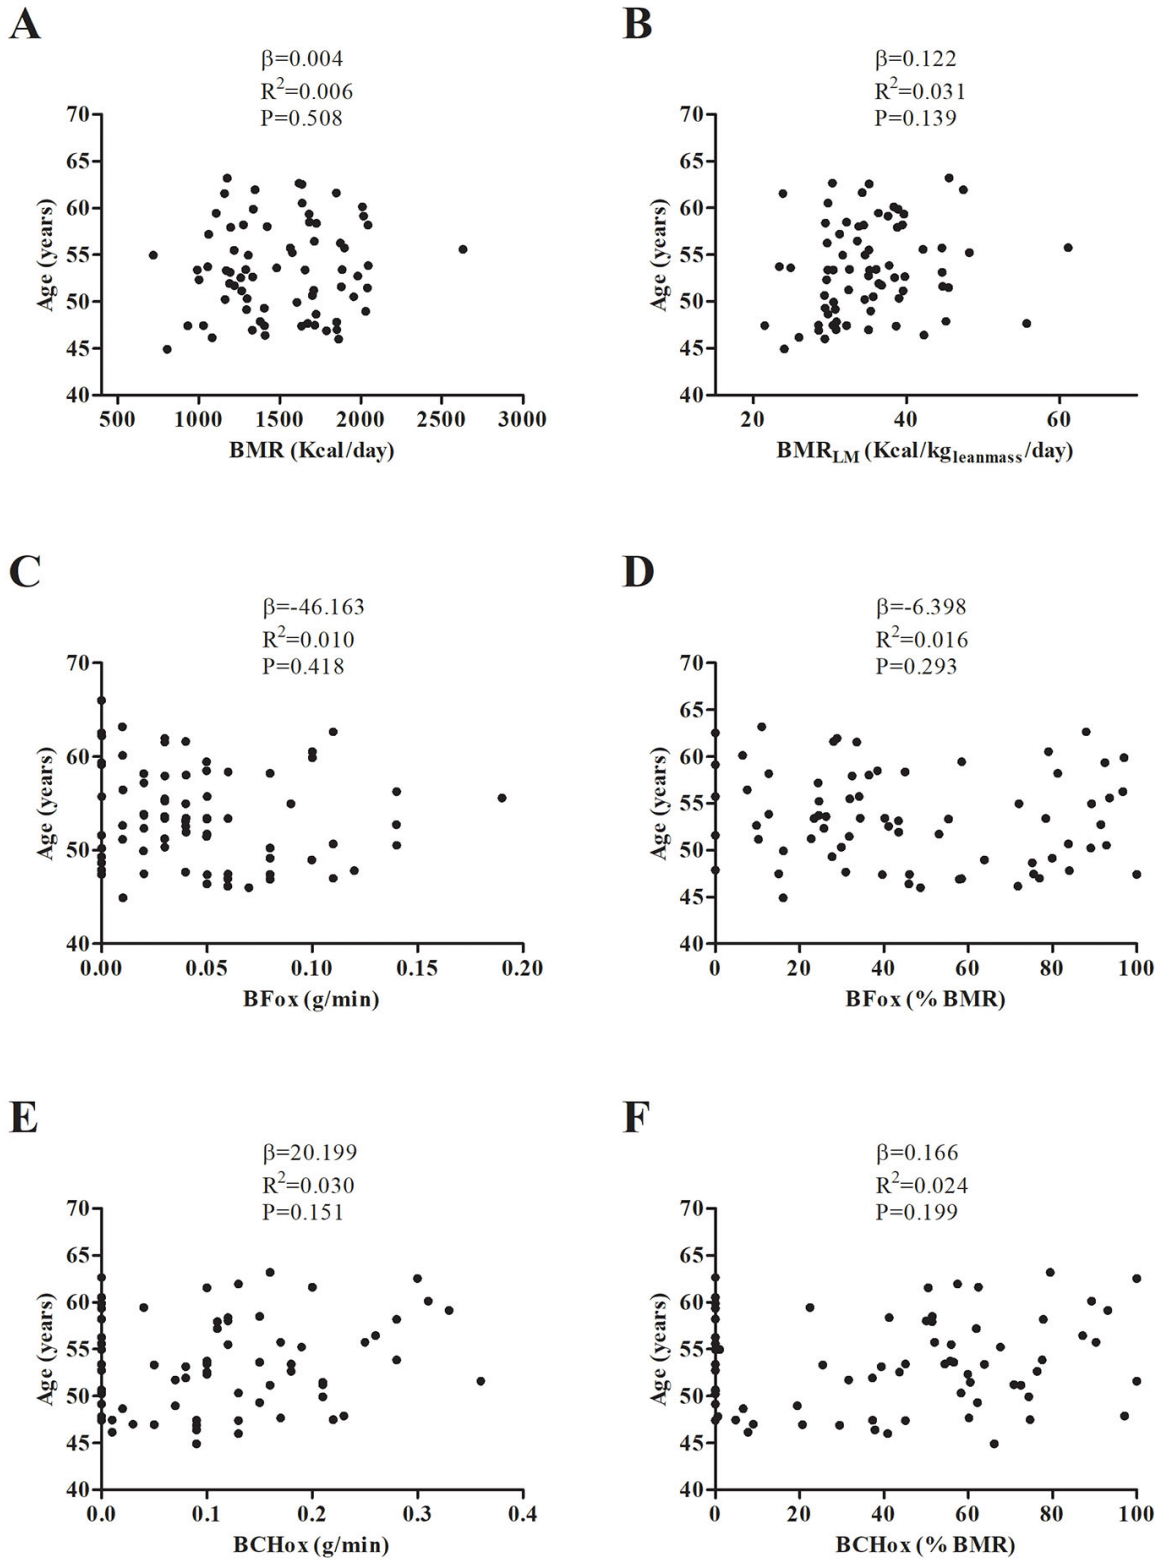 A
β=0.004
R²=0.006
P=0.508
70
65
60
55
50
45
40
Age (years)
500 1000 1500 2000 2500 3000
BMR (Kcal/day)
B
β=0.122
R²=0.031
P=0.139
70
65
60
55
50
45
40
Age (years)
20 40 60
BMR_LM (Kcal/kg_leanmass/day)
C
β=-46.163
R²=0.010
P=0.418
70
60
50
40
Age (years)
0.00 0.05 0.10 0.15 0.20
BFox (g/min)
D
β=-6.398
R²=0.016
P=0.293
70
65
60
55
50
45
40
Age (years)
0 20 40 60 80 100
BFox (% BMR)
E
β=20.199
R²=0.030
P=0.151
70
65
60
55
50
45
40
Age (years)
0.0 0.1 0.2 0.3 0.4
BCHox (g/min)
F
β=0.166
R²=0.024
P=0.199
70
65
60
55
50
45
40
Age (years)
0 20 40 60 80 100
BCHox (% BMR)